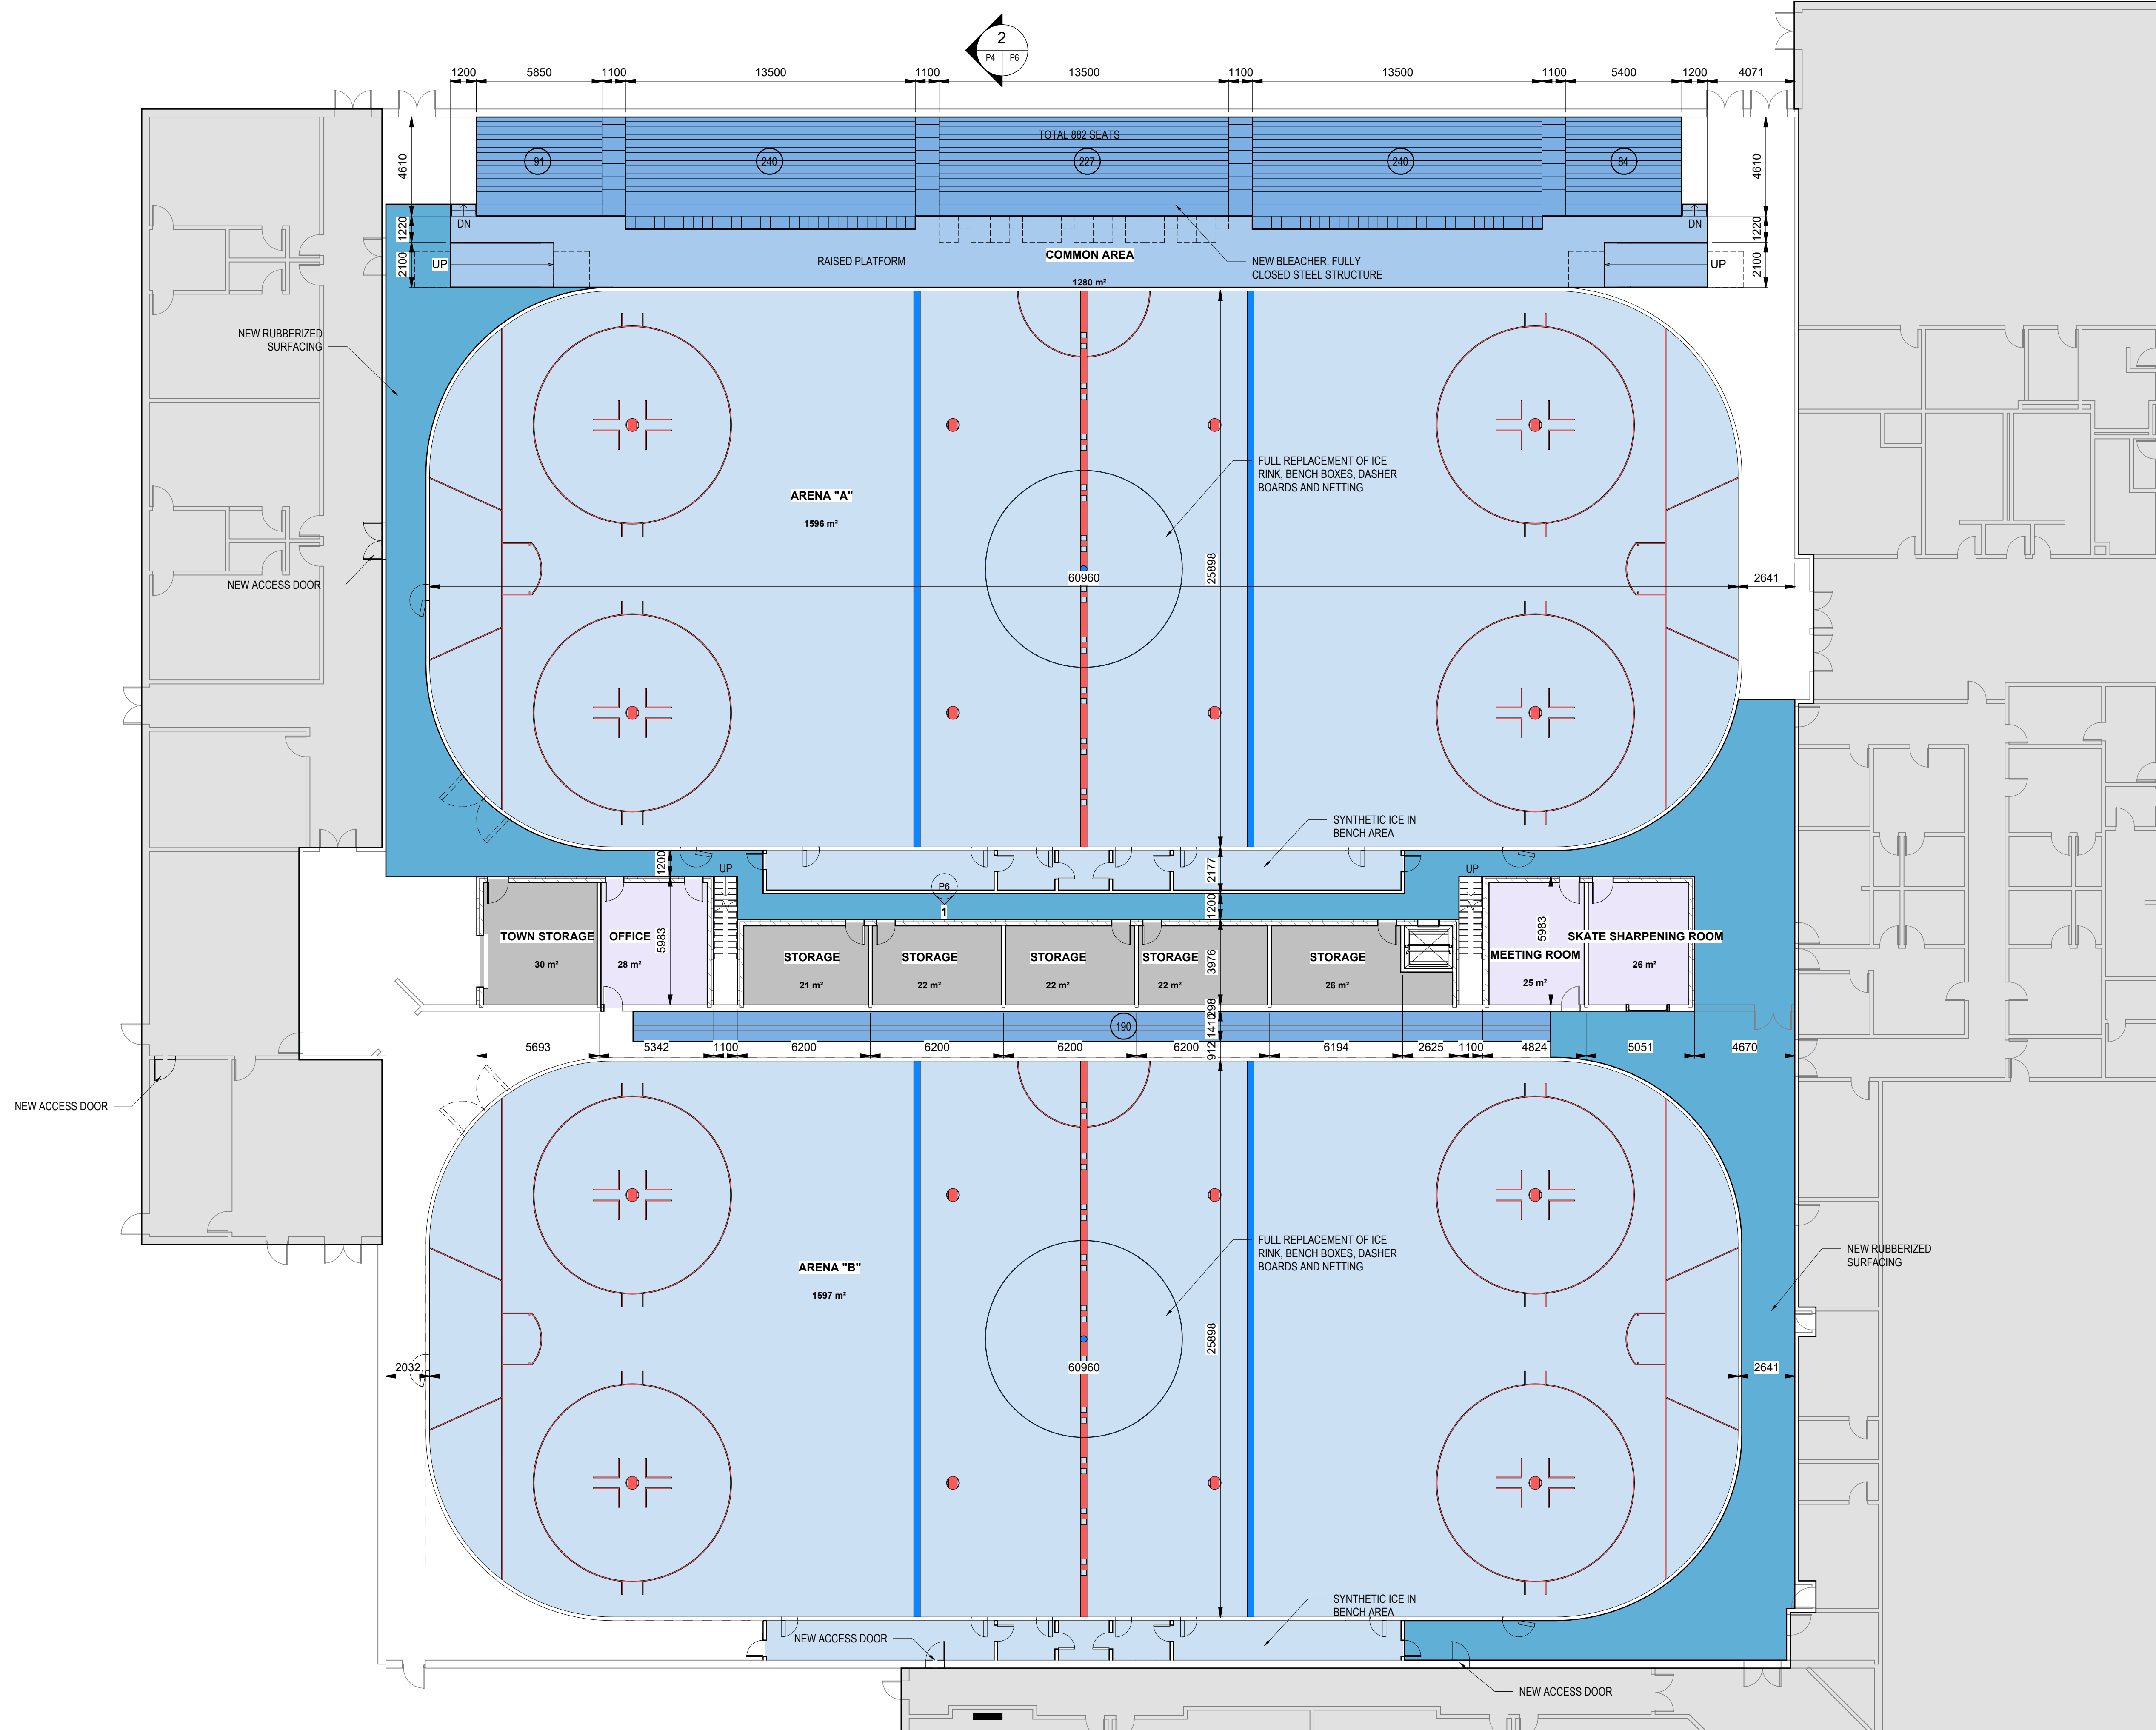 2
P4 P6
1200 5850 1100 13500 1100 13500 1100 13500 1100 5400 1200 4071
TOTAL 882 SEATS
91 240 227 240 84
4610 4610
DN DN
1220 1220
2100 2100
UP UP
RAISED PLATFORM
COMMON AREA
1280 m²
NEW BLEACHER. FULLY
CLOSED STEEL STRUCTURE
NEW RUBBERIZED
SURFACING
FULL REPLACEMENT OF ICE
RINK, BENCH BOXES, DASHER
BOARDS AND NETTING
ARENA "A"
1596 m²
NEW ACCESS DOOR
60960 25898 2641
SYNTHETIC ICE IN
BENCH AREA
1200 UP 2177 UP
P6
1
1200
TOWN STORAGE
30 m²
OFFICE
28 m²
5983
STORAGE
21 m²
STORAGE
22 m²
STORAGE
22 m²
STORAGE
22 m²
3976
STORAGE
26 m²
5983
MEETING ROOM
25 m²
SKATE SHARPENING ROOM
26 m²
298
190
1410
5693 5342 1100 6200 6200 6200 6200 6194 2625 1100 4824 5051 4670
912
NEW ACCESS DOOR
FULL REPLACEMENT OF ICE
RINK, BENCH BOXES, DASHER
BOARDS AND NETTING
ARENA "B"
1597 m²
NEW RUBBERIZED
SURFACING
25898
2032 60960 2641
SYNTHETIC ICE IN
BENCH AREA
NEW ACCESS DOOR
NEW ACCESS DOOR